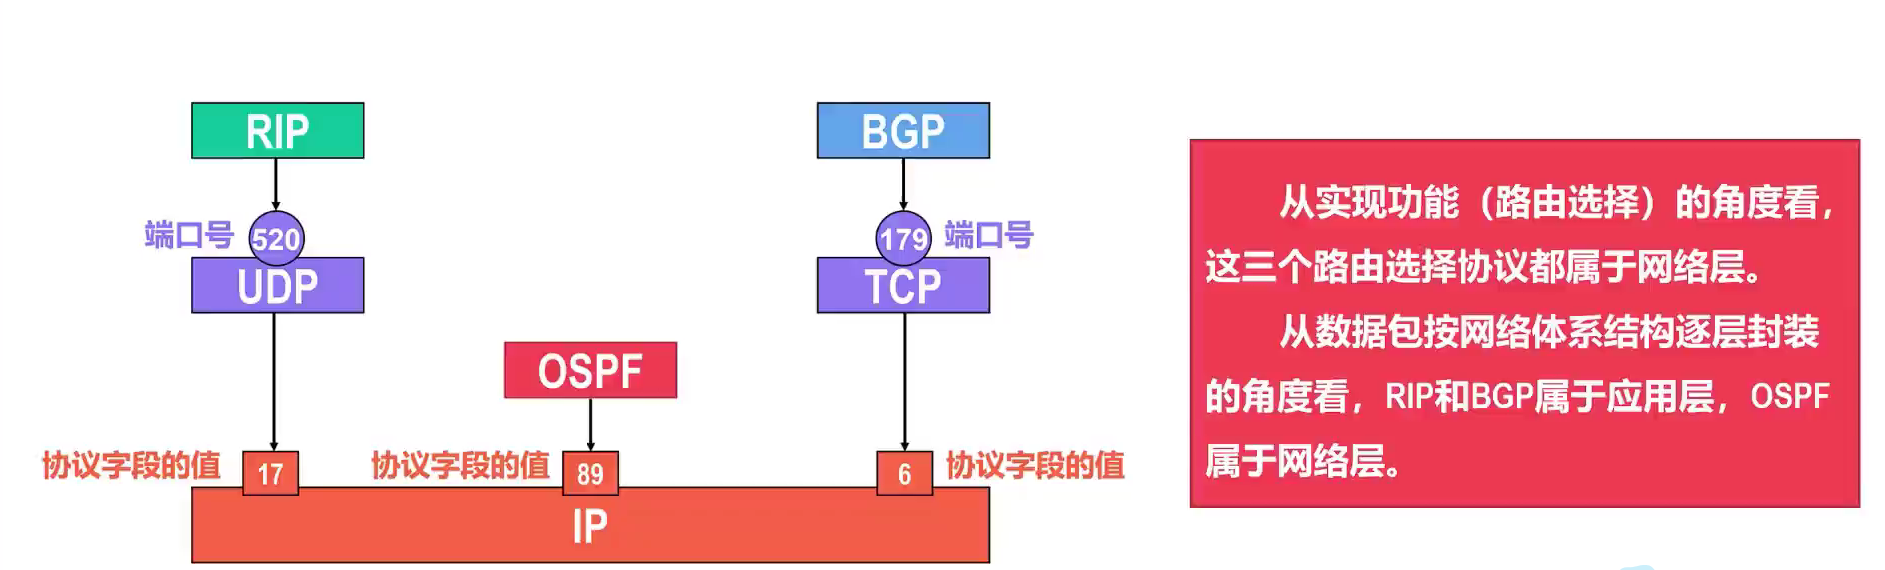 RIP
BGP
端口号
520
179
端口号
UDP
TCP
OSPF
协议字段的值
17
协议字段的值
89
6
协议字段的值
IP
从实现功能（路由选择）的角度看，
这三个路由选择协议都属于网络层。
从数据包按网络体系结构逐层封装
的角度看，RIP和BGP属于应用层，OSPF
属于网络层。